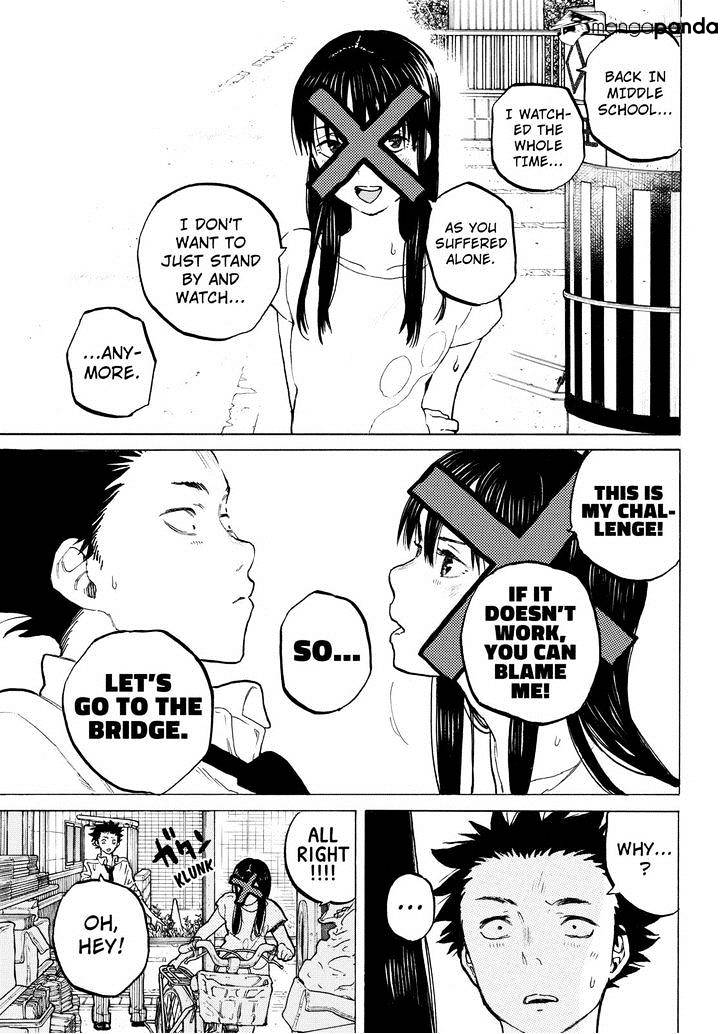 mangapanda
BACK IN
MIDDLE
SCHOOL...
I WATCH-
ED THE
WHOLE
TIME...
AS YOU
SUFFERED
ALONE.
I DON'T
WANT TO
JUST STAND
BY AND
WATCH...
...ANY-
MORE.
THIS IS
MY CHAL-
LENGE!
IF IT
DOESN'T
WORK,
YOU CAN
BLAME
ME!
SO...
LET'S
GO TO THE
BRIDGE.
WHY...
?
...
ALL
RIGHT
!!!!
ガタン
KLUNK
OH,
HEY!